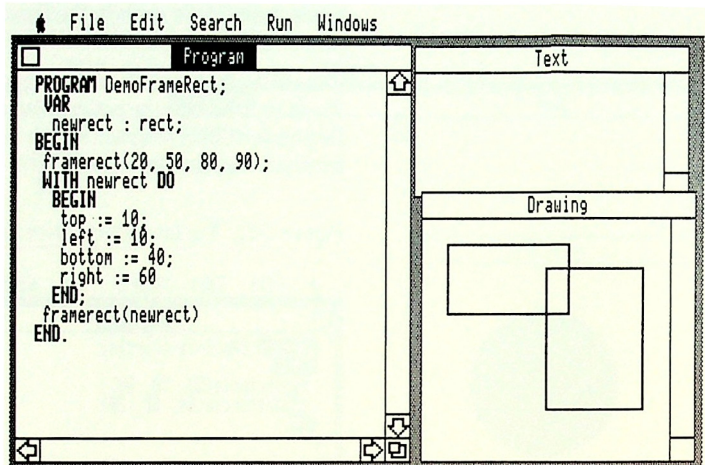 File Edit Search Run Windows
Program
PROGRAM DemoFrameRect;
VAR
newrect : rect;
BEGIN
framerect(20, 50, 80, 90);
WITH newrect DO
BEGIN
top := 10;
left := 10;
bottom := 40;
right := 60
END;
framerect(newrect)
END.
Text
Drawing